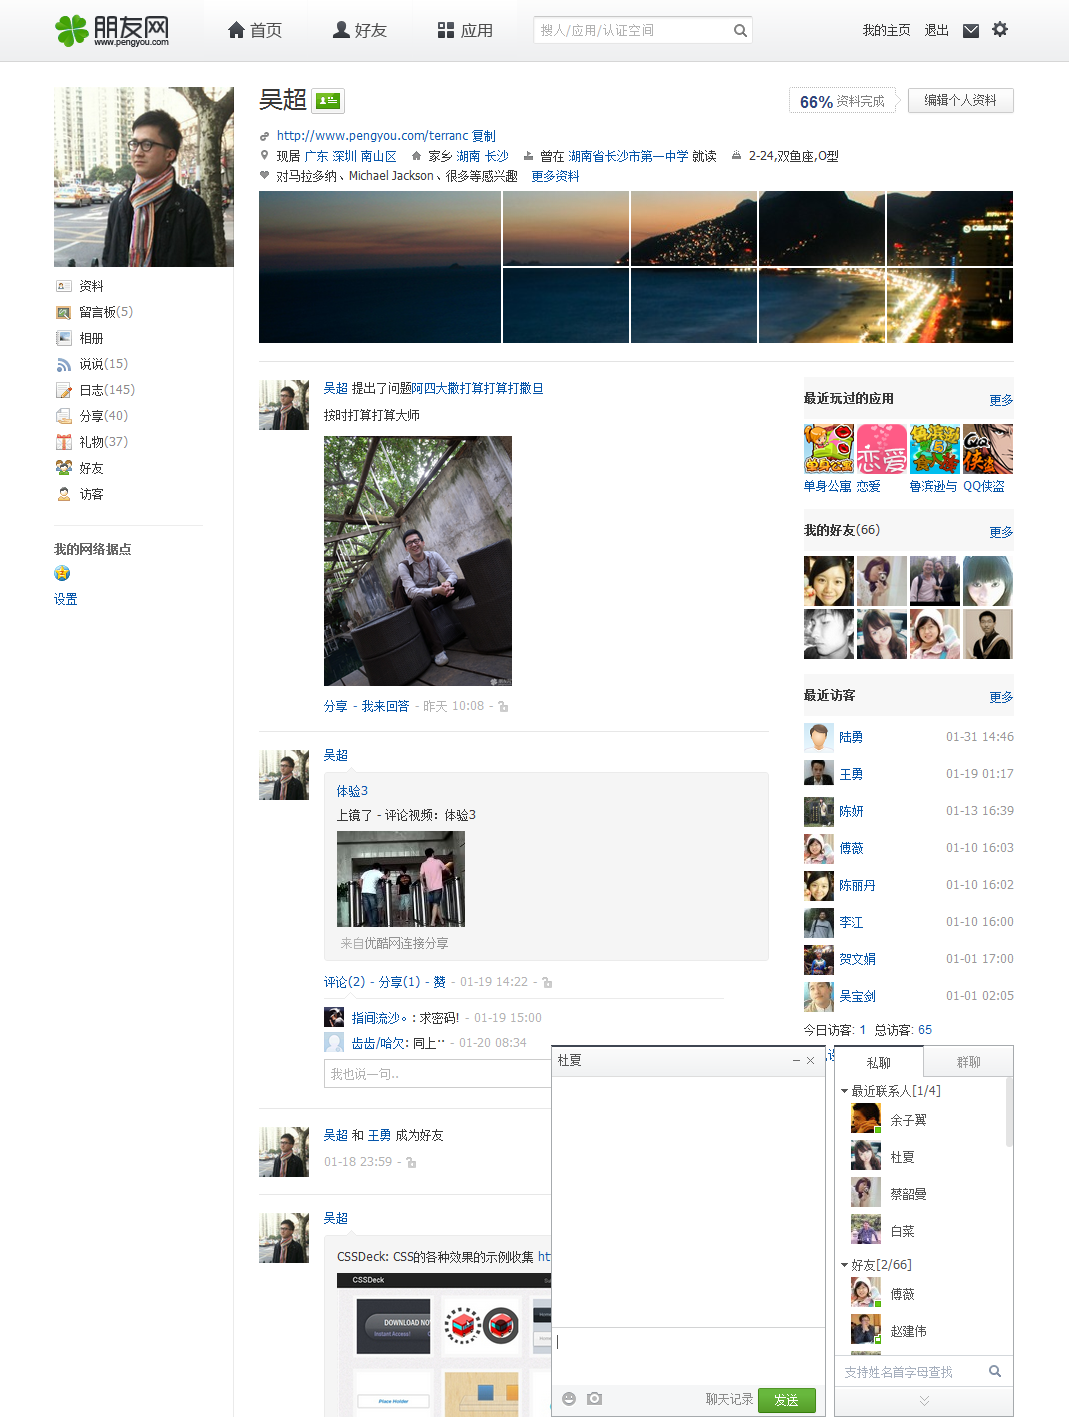 朋友网
www.pengyou.com
首页
好友
应用
搜人/应用/认证空间
我的主页 退出
吴超
66% 资料完成
编辑个人资料
http://www.pengyou.com/terranc 复制
现居 广东 深圳 南山区 家乡 湖南 长沙 曾在 湖南省长沙市第一中学 就读 2-24,双鱼座,O型
对马拉多纳、Michael Jackson、很多等感兴趣 更多资料
资料
留言板(5)
相册
说说(15)
日志(145)
分享(40)
礼物(37)
好友
访客
我的网络据点
设置
吴超 提出了问题阿四大撒打算打算打撒旦
按时打算打算大师
分享 - 我来回答 - 昨天 10:08 -
吴超
体验3
上镜了 - 评论视频：体验3
来自优酷网连接分享
评论(2) - 分享(1) - 赞 - 01-19 14:22 -
指间流沙。: 求密码! - 01-19 15:00
齿齿/哈欠: 同上¨ - 01-20 08:34
我也说一句..
吴超 和 王勇 成为好友
01-18 23:59 -
吴超
CSSDeck: CSS的各种效果的示例收集 ht
CSSDeck
DOWNLOAD NO
Instant Access!
Place Holder
最近玩过的应用 更多
单身公寓
恋爱
单身公寓 恋爱 鲁滨逊与 QQ侠盗
我的好友(66) 更多
最近访客 更多
陆勇 01-31 14:46
王勇 01-19 01:17
陈妍 01-13 16:39
傅薇 01-10 16:03
陈丽丹 01-10 16:02
李江 01-10 16:00
贺文娟 01-01 17:00
吴宝剑 01-01 02:05
今日访客: 1 总访客: 65
杜夏
聊天记录 发送
私聊 群聊
最近联系人[1/4]
余子翼
杜夏
蔡韶曼
白菜
好友[2/66]
傅薇
赵建伟
支持姓名首字母查找